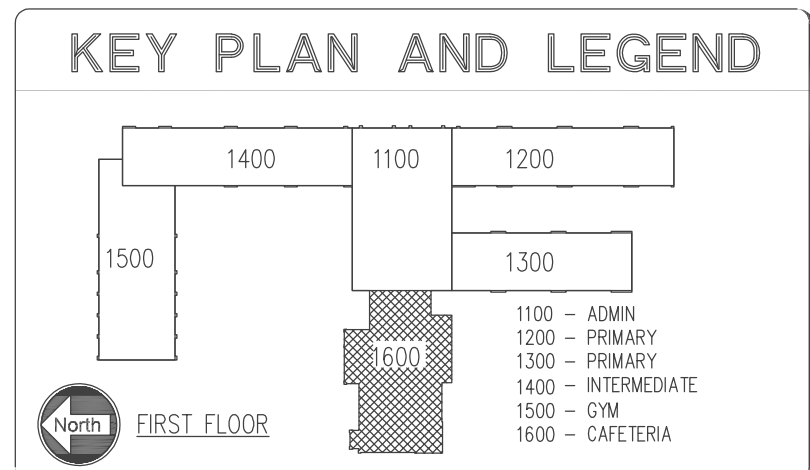 KEY PLAN AND LEGEND
1400
1100
1200
1500
1300
1600
1100 – ADMIN
1200 – PRIMARY
1300 – PRIMARY
1400 – INTERMEDIATE
1500 – GYM
1600 – CAFETERIA
North
FIRST FLOOR